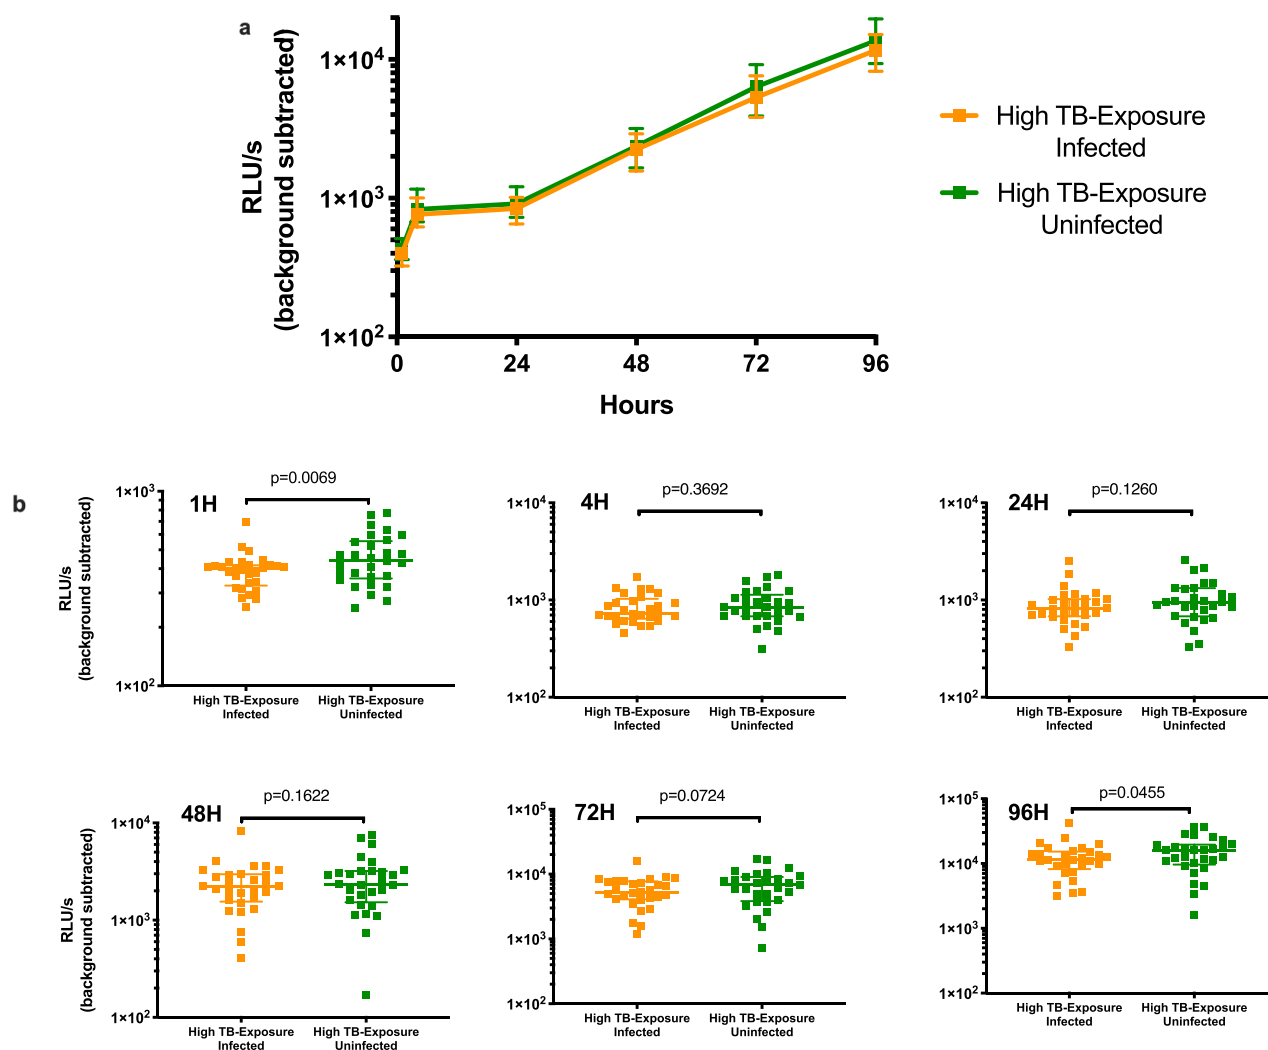 a
RLU/s
(background subtracted)
1×10⁴
1×10³
1×10²
0
24
48
72
96
Hours
High TB-Exposure
Infected
High TB-Exposure
Uninfected
b
RLU/s
(background subtracted)
1H
p=0.0069
1×10³
1×10²
High TB-Exposure
Infected
High TB-Exposure
Uninfected
4H
p=0.3692
1×10⁴
1×10³
1×10²
High TB-Exposure
Infected
High TB-Exposure
Uninfected
24H
p=0.1260
1×10⁴
1×10³
1×10²
High TB-Exposure
Infected
High TB-Exposure
Uninfected
RLU/s
(background subtracted)
48H
p=0.1622
1×10⁴
1×10³
1×10²
High TB-Exposure
Infected
High TB-Exposure
Uninfected
72H
p=0.0724
1×10⁵
1×10⁴
1×10³
1×10²
High TB-Exposure
Infected
High TB-Exposure
Uninfected
96H
p=0.0455
1×10⁵
1×10⁴
1×10³
1×10²
High TB-Exposure
Infected
High TB-Exposure
Uninfected